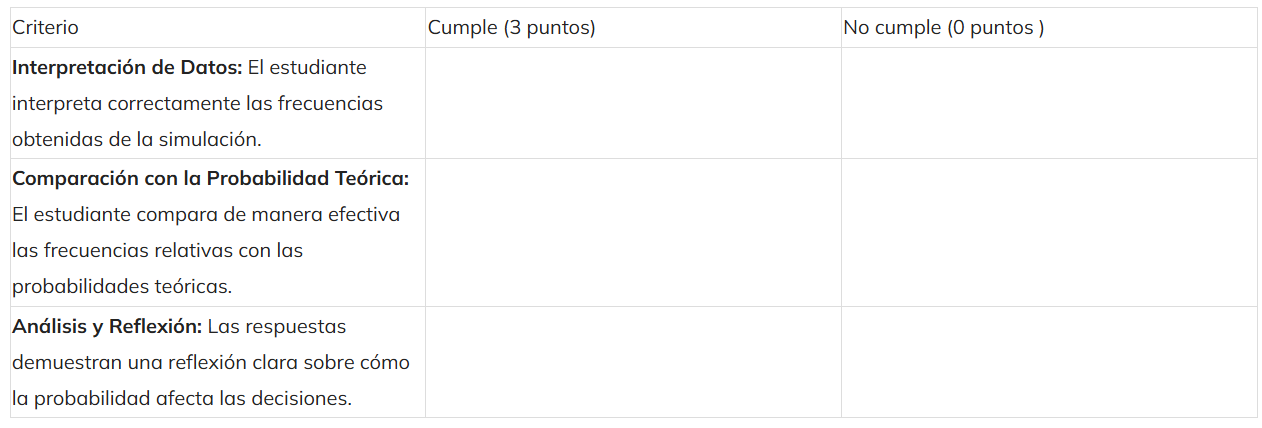 Criterio
Cumple (3 puntos)
No cumple (0 puntos )
Interpretación de Datos: El estudiante
interpreta correctamente las frecuencias
obtenidas de la simulación.
Comparación con la Probabilidad Teórica:
El estudiante compara de manera efectiva
las frecuencias relativas con las
probabilidades teóricas.
Análisis y Reflexión: Las respuestas
demuestran una reflexión clara sobre cómo
la probabilidad afecta las decisiones.